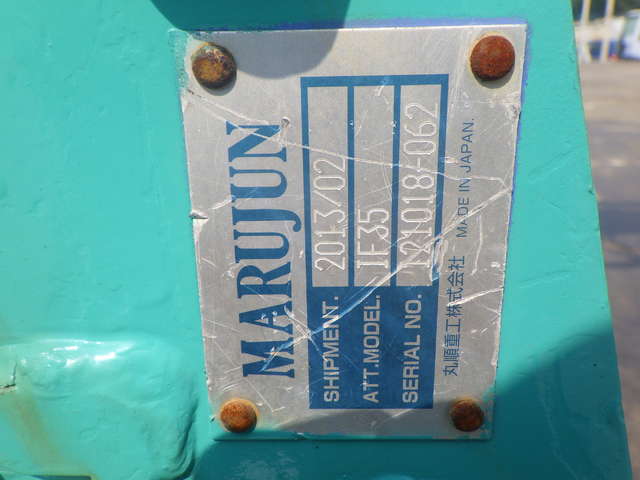 MARUJUN
SHIPMENT. 2013/02
ATT.MODEL. IF35
SERIAL NO. 121018-062
丸順重工株式会社 MADE IN JAPAN.